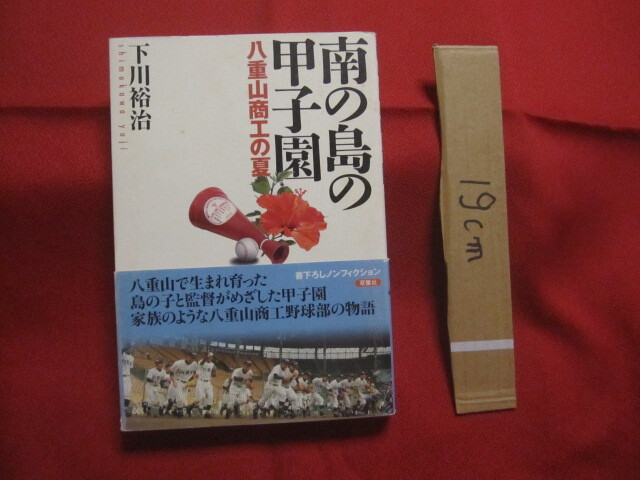 南の島の
甲子園
八重山商工の夏
下川裕治
shimokawa yuji
書下ろしノンフィクション
双葉社
八重山で生まれ育った
島の子と監督がめざした甲子園
家族のような八重山商工野球部の物語
19cm